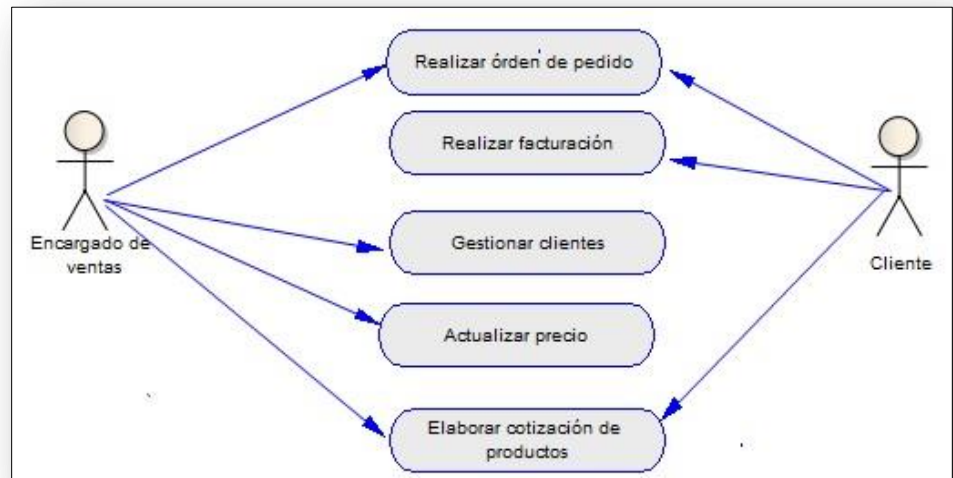 Realizar órden de pedido
Realizar facturación
Encargado de
ventas
Gestionar clientes
Cliente
Actualizar precio
Elaborar cotización de
productos